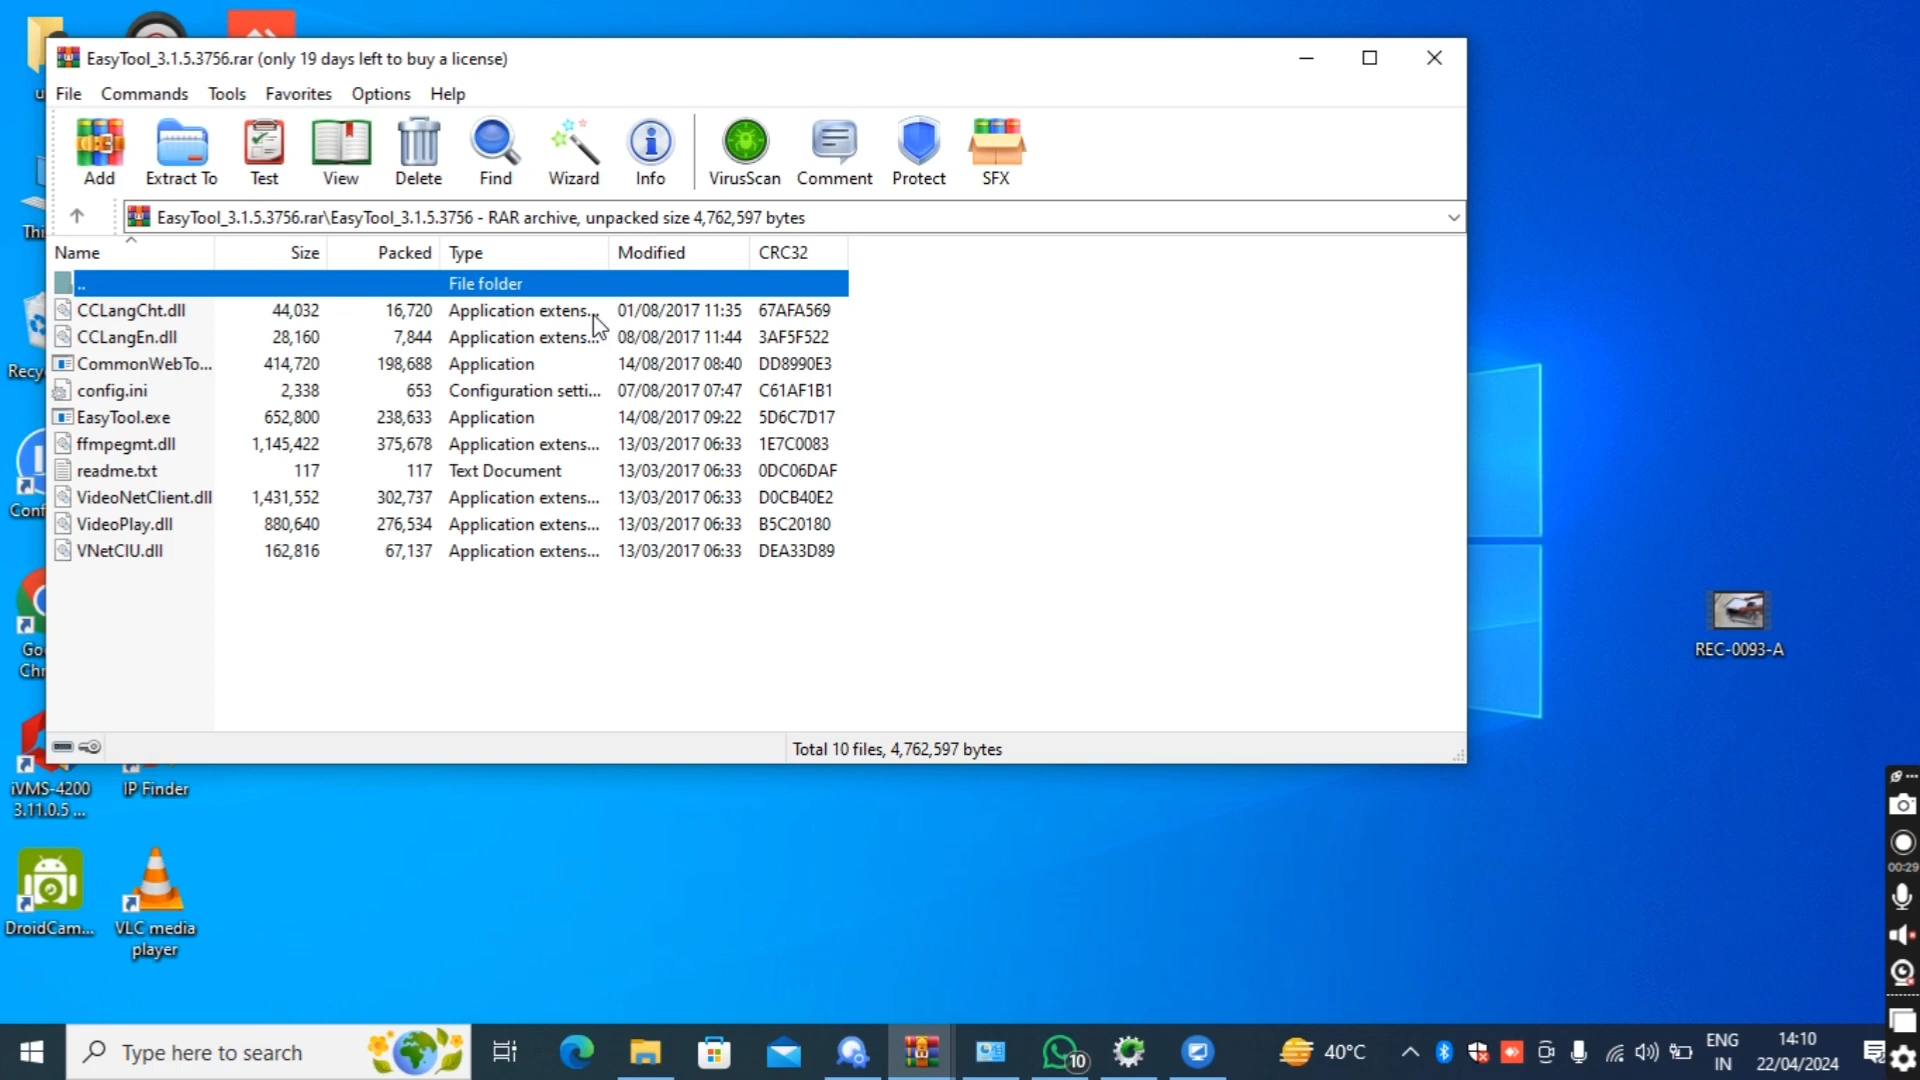 EasyTool_3.1.5.3756.rar (only 19 days left to buy a license)
File Commands Tools Favorites Options Help
Add Extract To Test View Delete Find Wizard Info VirusScan Comment Protect SFX
EasyTool_3.1.5.3756.rar\EasyTool_3.1.5.3756 - RAR archive, unpacked size 4,762,597 bytes
Name Size Packed Type Modified CRC32
.. File folder
CCLangCht.dll 44,032 16,720 Application extens... 01/08/2017 11:35 67AFA569
CCLangEn.dll 28,160 7,844 Application extens... 08/08/2017 11:44 3AF5F522
CommonWebTo... 414,720 198,688 Application 14/08/2017 08:40 DD8990E3
config.ini 2,338 653 Configuration setti... 07/08/2017 07:47 C61AF1B1
EasyTool.exe 652,800 238,633 Application 14/08/2017 09:22 5D6C7D17
ffmpegmt.dll 1,145,422 375,678 Application extens... 13/03/2017 06:33 1E7C0083
readme.txt 117 117 Text Document 13/03/2017 06:33 0DC06DAF
VideoNetClient.dll 1,431,552 302,737 Application extens... 13/03/2017 06:33 D0CB40E2
VideoPlay.dll 880,640 276,534 Application extens... 13/03/2017 06:33 B5C20180
VNetCIU.dll 162,816 67,137 Application extens... 13/03/2017 06:33 DEA33D89
Total 10 files, 4,762,597 bytes
REC-0093-A
Thi
Recy
Conf
Go
Chr
iVMS-4200
3.11.0.5 ...
IP Finder
DroidCam...
VLC media
player
00:29
Type here to search
10
40°C
ENG
IN
14:10
22/04/2024